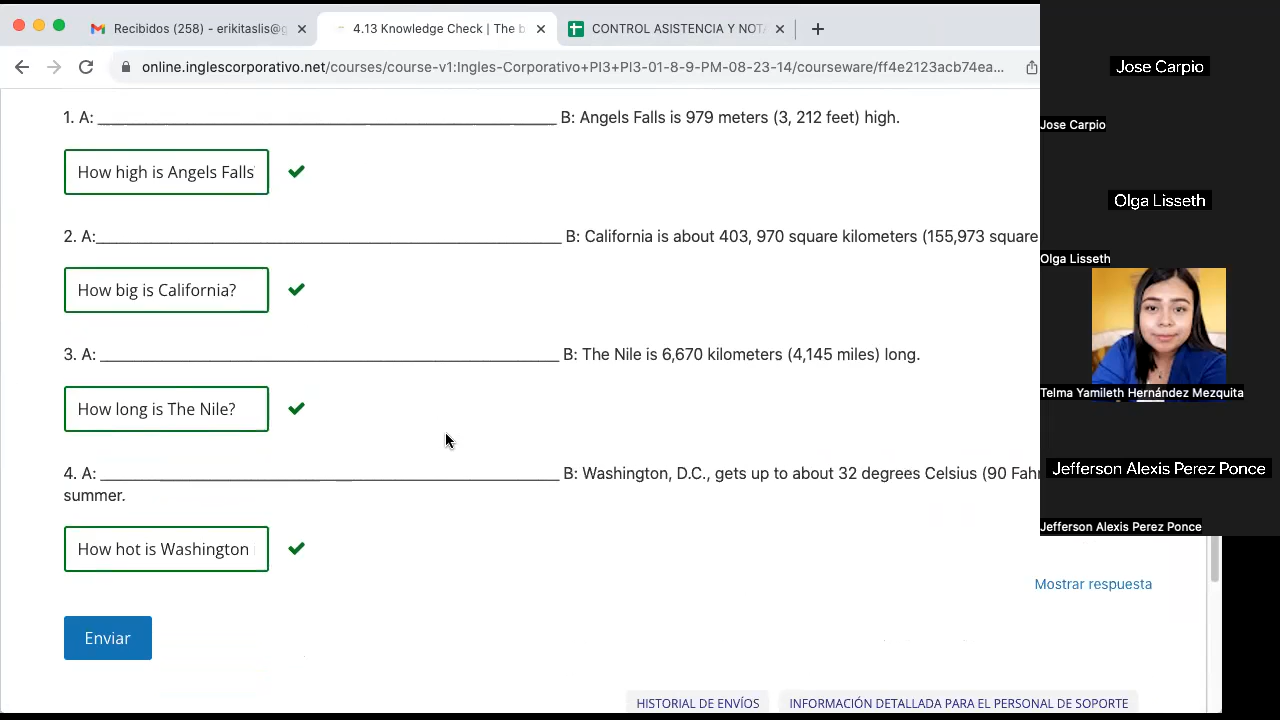 Recibidos (258) - erikitaslis@g
4.13 Knowledge Check | The b
CONTROL ASISTENCIA Y NOTA
online.inglescorporativo.net/courses/course-v1:Ingles-Corporativo+PI3+PI3-01-8-9-PM-08-23-14/courseware/ff4e2123acb74ea...
1. A: ____________________ B: Angels Falls is 979 meters (3, 212 feet) high.
How high is Angels Falls
2. A:____________________ B: California is about 403, 970 square kilometers (155,973 square
How big is California?
3. A: ____________________ B: The Nile is 6,670 kilometers (4,145 miles) long.
How long is The Nile?
4. A: ____________________ B: Washington, D.C., gets up to about 32 degrees Celsius (90 Fahr
summer.
How hot is Washington
Mostrar respuesta
Enviar
HISTORIAL DE ENVÍOS
INFORMACIÓN DETALLADA PARA EL PERSONAL DE SOPORTE
Jose Carpio
Jose Carpio
Olga Lisseth
Olga Lisseth
Telma Yamileth Hernández Mezquita
Jefferson Alexis Perez Ponce
Jefferson Alexis Perez Ponce